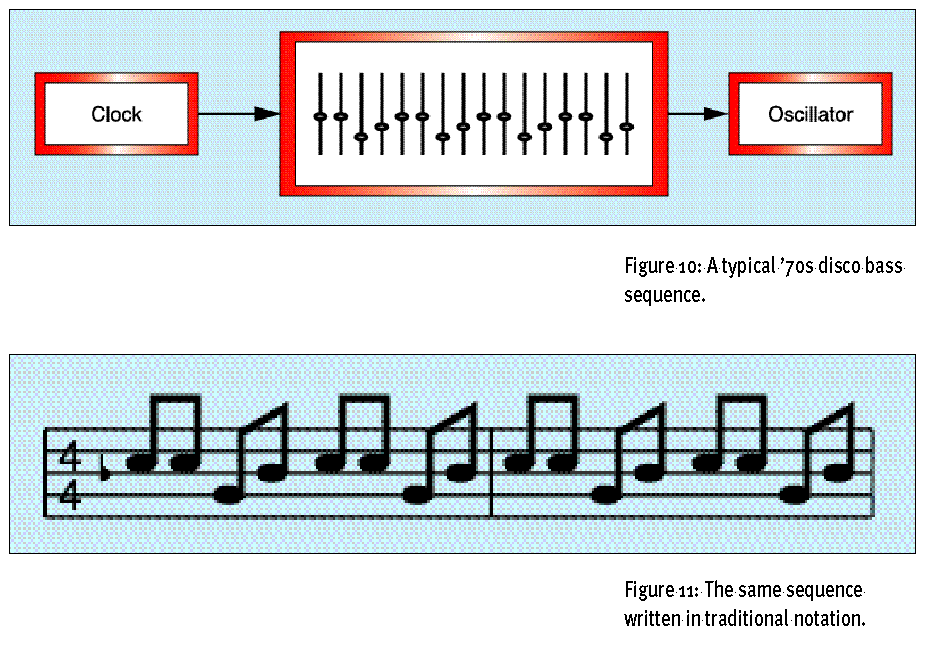 Clock
Oscillator
Figure 10: A typical ’70s disco bass
sequence.
4
4
Figure 11: The same sequence
written in traditional notation.